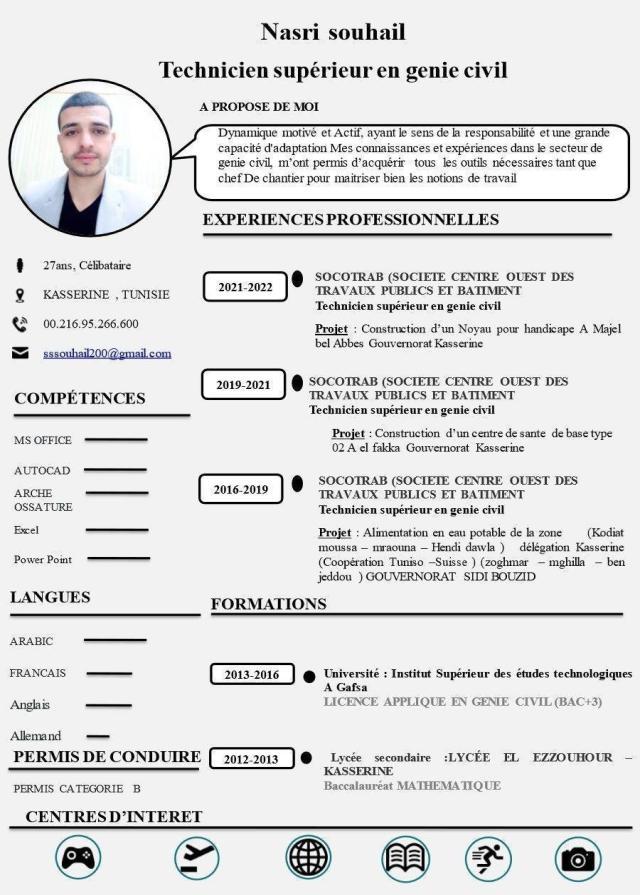 Nasri souhail
Technicien supérieur en genie civil
A PROPOSE DE MOI
Dynamique motivé et Actif, ayant le sens de la responsabilité et une grande
capacité d'adaptation Mes connaissances et expériences dans le secteur de
genie civil, m'ont permis d'acquérir tous les outils nécessaires tant que
chef De chantier pour maitriser bien les notions de travail
27ans, Célibataire
KASSERINE , TUNISIE
00.216.95.266.600
sssouhail200@gmail.com
COMPÉTENCES
MS OFFICE
AUTOCAD
ARCHE
OSSATURE
Excel
Power Point
LANGUES
ARABIC
FRANCAIS
Anglais
Allemand
PERMIS DE CONDUIRE
PERMIS CATEGORIE B
EXPERIENCES PROFESSIONNELLES
2021-2022
SOCOTRAB (SOCIETE CENTRE OUEST DES
TRAVAUX PUBLICS ET BATIMENT
Technicien supérieur en genie civil
Projet : Construction d'un Noyau pour handicape A Majel
bel Abbes Gouvernorat Kasserine
2019-2021
SOCOTRAB (SOCIETE CENTRE OUEST DES
TRAVAUX PUBLICS ET BATIMENT
Technicien supérieur en genie civil
Projet : Construction d'un centre de sante de base type
02 A el fakka Gouvernorat Kasserine
2016-2019
SOCOTRAB (SOCIETE CENTRE OUEST DES
TRAVAUX PUBLICS ET BATIMENT
Technicien supérieur en genie civil
Projet : Alimentation en eau potable de la zone (Kodiat
moussa – mraouna – Hendi dawla ) délégation Kasserine
(Coopération Tuniso –Suisse ) (zoghmar – mghilla – ben
jeddou ) GOUVERNORAT SIDI BOUZID
FORMATIONS
2013-2016
Université : Institut Supérieur des études technologiques
A Gafsa
LICENCE APPLIQUE EN GENIE CIVIL (BAC+3)
2012-2013
Lycée secondaire :LYCÉE EL EZZOUHOUR –
KASSERINE
Baccalauréat MATHEMATIQUE
CENTRES D'INTERET